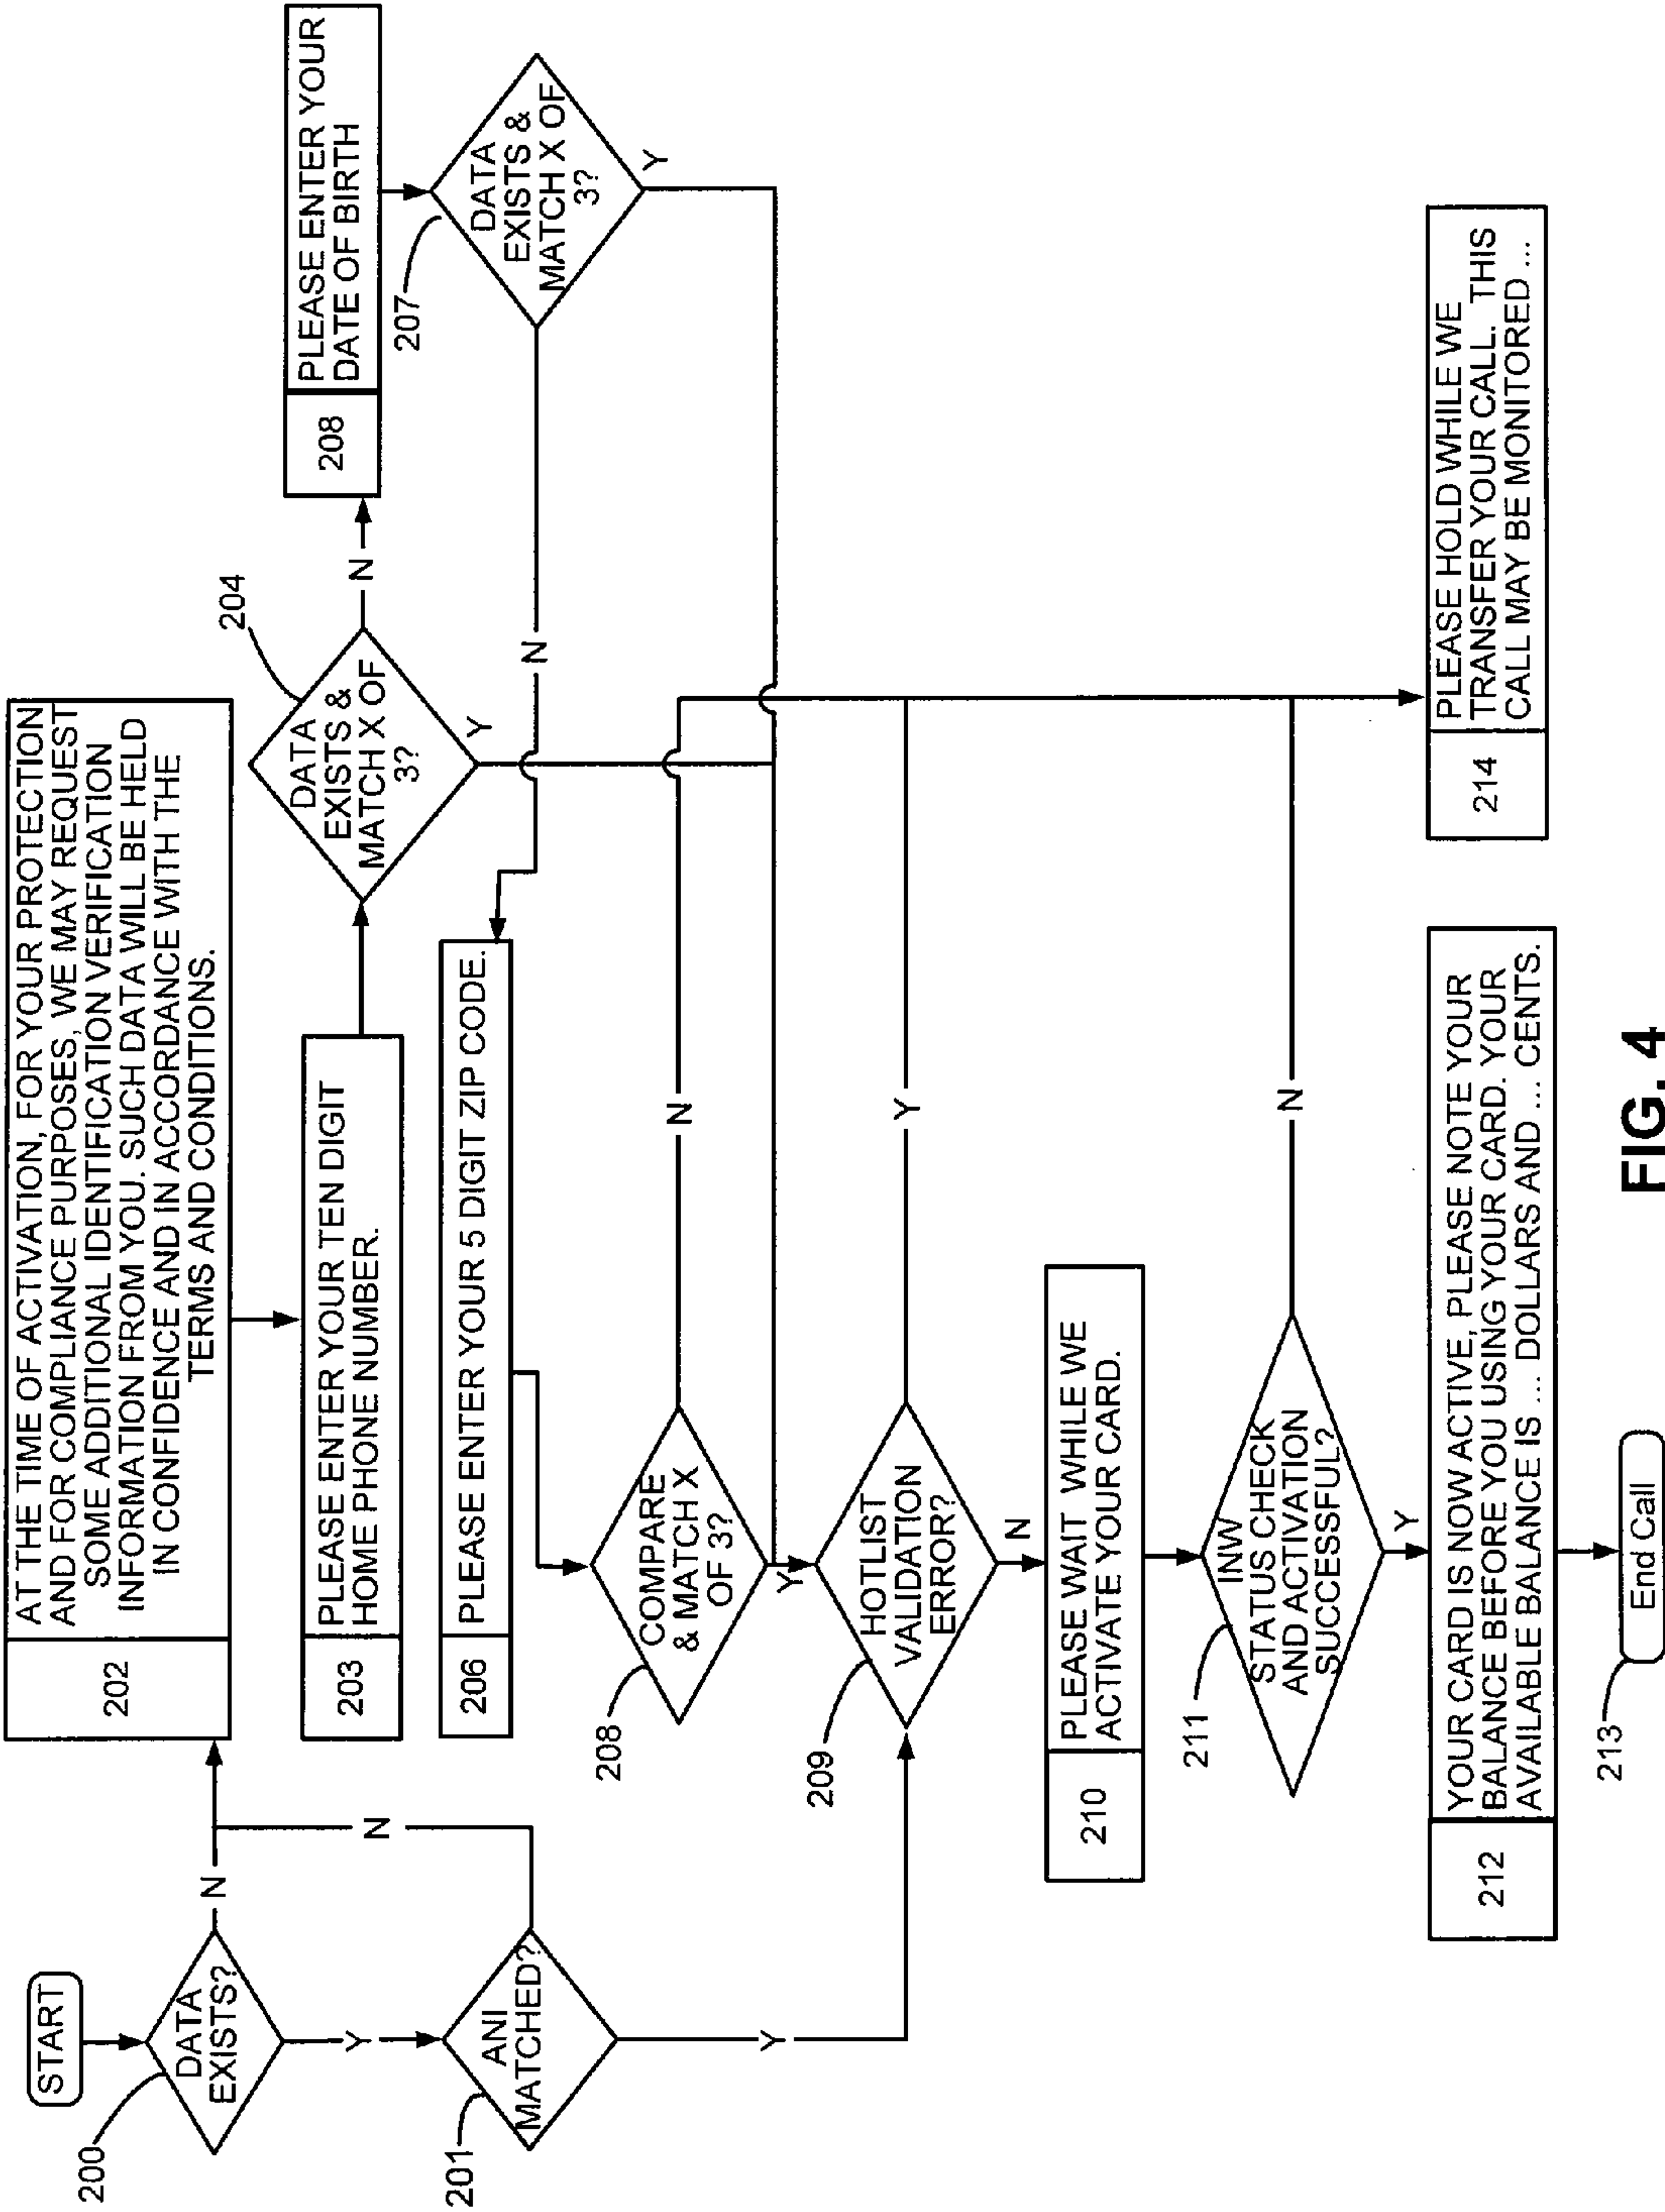 START
200
DATA
EXISTS?
N
Y
201
ANI
MATCHED?
N
Y
202
AT THE TIME OF ACTIVATION, FOR YOUR PROTECTION
AND FOR COMPLIANCE PURPOSES, WE MAY REQUEST
SOME ADDITIONAL IDENTIFICATION VERIFICATION
INFORMATION FROM YOU. SUCH DATA WILL BE HELD
IN CONFIDENCE AND IN ACCORDANCE WITH THE
TERMS AND CONDITIONS.
203
PLEASE ENTER YOUR TEN DIGIT
HOME PHONE NUMBER.
204
DATA
EXISTS &
MATCH X OF
3?
N
Y
208
PLEASE ENTER YOUR
DATE OF BIRTH
207
DATA
EXISTS &
MATCH X OF
3?
N
Y
206
PLEASE ENTER YOUR 5 DIGIT ZIP CODE.
208
COMPARE
& MATCH X
OF 3?
N
Y
209
HOTLIST
VALIDATION
ERROR?
Y
N
210
PLEASE WAIT WHILE WE
ACTIVATE YOUR CARD.
211
INW
STATUS CHECK
AND ACTIVATION
SUCCESSFUL?
N
Y
212
YOUR CARD IS NOW ACTIVE, PLEASE NOTE YOUR
BALANCE BEFORE YOU USING YOUR CARD. YOUR
AVAILABLE BALANCE IS ... DOLLARS AND ... CENTS.
214
PLEASE HOLD WHILE WE
TRANSFER YOUR CALL. THIS
CALL MAY BE MONITORED ...
213
End Call
FIG. 4